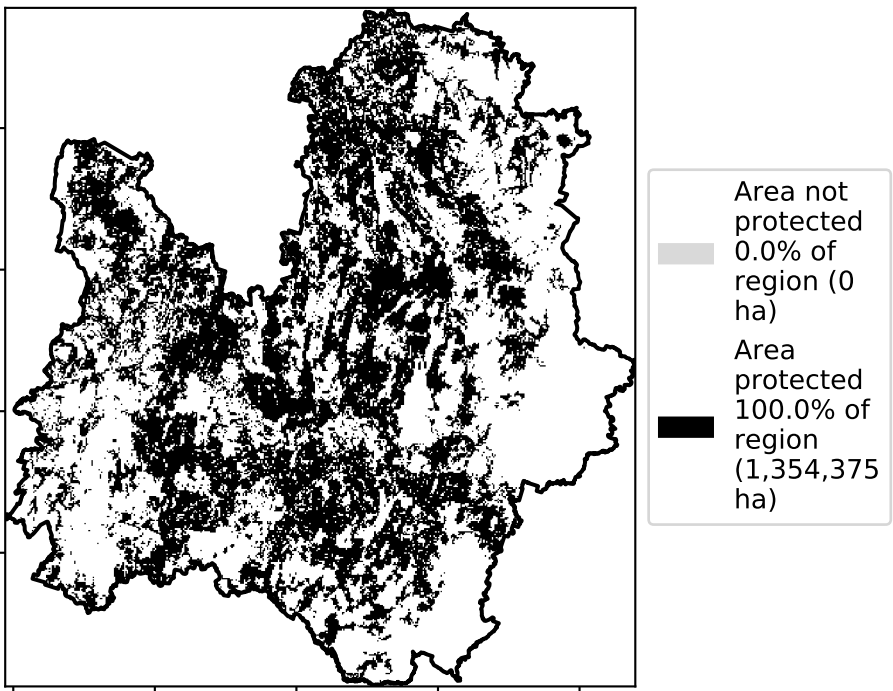 Area not
protected
0.0% of
region (0
ha)
Area
protected
100.0% of
region
(1,354,375
ha)